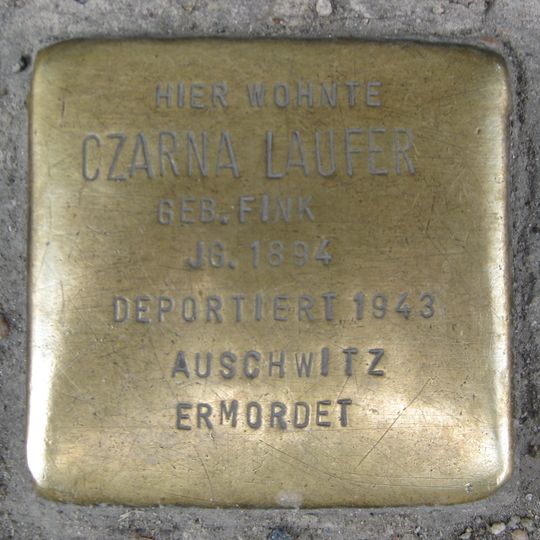 HIER WOHNTE
CZARNA LAUFER
GEB. FINK
JG. 1894
DEPORTIERT 1943
AUSCHWITZ
ERMORDET